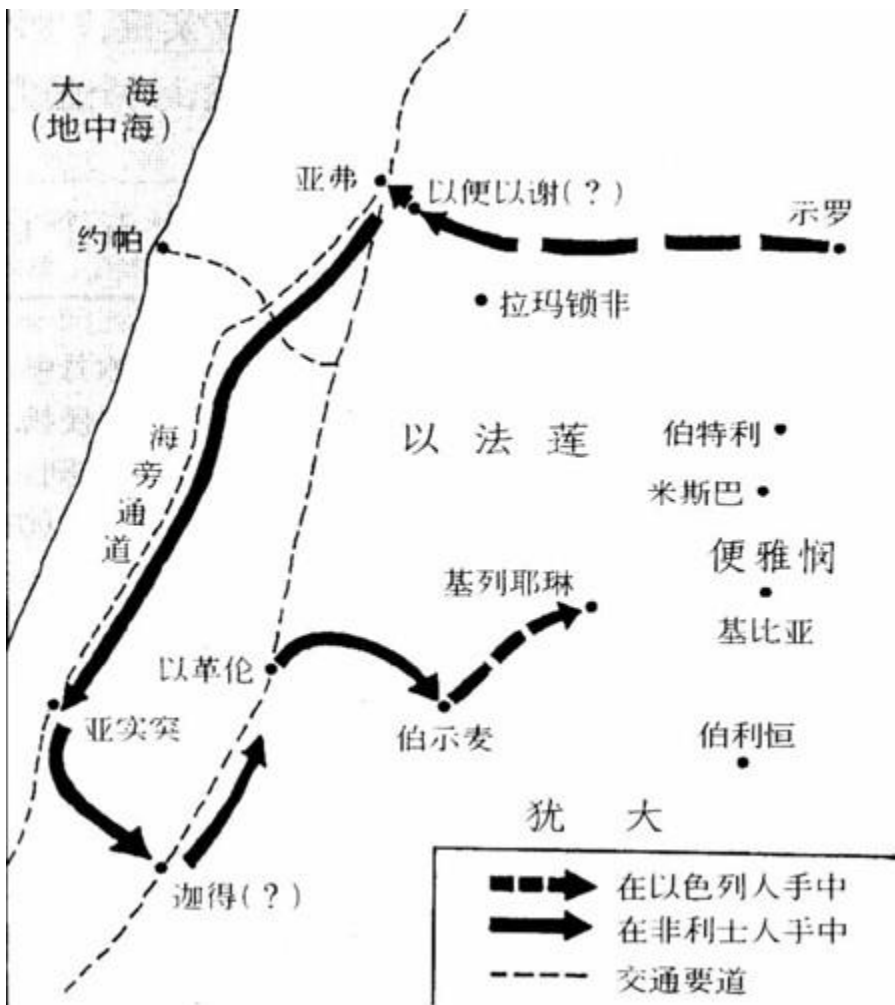 大 海
(地中海)
亚弗
以便以谢(?)
示罗
约帕
拉玛锁非
以法莲
伯特利
海旁通道
米斯巴
便雅悯
基列耶琳
基比亚
以革伦
亚实突
伯示麦
伯利恒
犹 大
迦得(?)
在以色列人手中
在非利士人手中
交通要道